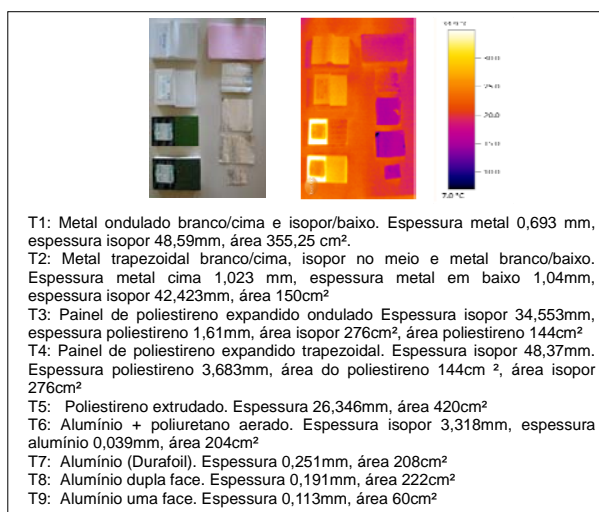 7.0 °C
T1: Metal ondulado branco/cima e isopor/baixo. Espessura metal 0,693 mm,
espessura isopor 48,59mm, área 355,25 cm².
T2: Metal trapezoidal branco/cima, isopor no meio e metal branco/baixo.
Espessura metal cima 1,023 mm, espessura metal em baixo 1,04mm,
espessura isopor 42,423mm, área 150cm²
T3: Painel de poliestireno expandido ondulado Espessura isopor 34,553mm,
espessura poliestireno 1,61mm, área isopor 276cm², área poliestireno 144cm²
T4: Painel de poliestireno expandido trapezoidal. Espessura isopor 48,37mm.
Espessura poliestireno 3,683mm, área do poliestireno 144cm ², área isopor
276cm²
T5: Poliestireno extrudado. Espessura 26,346mm, área 420cm²
T6: Alumínio + poliuretano aerado. Espessura isopor 3,318mm, espessura
alumínio 0,039mm, área 204cm²
T7: Alumínio (Durafoil). Espessura 0,251mm, área 208cm²
T8: Alumínio dupla face. Espessura 0,191mm, área 222cm²
T9: Alumínio uma face. Espessura 0,113mm, área 60cm²